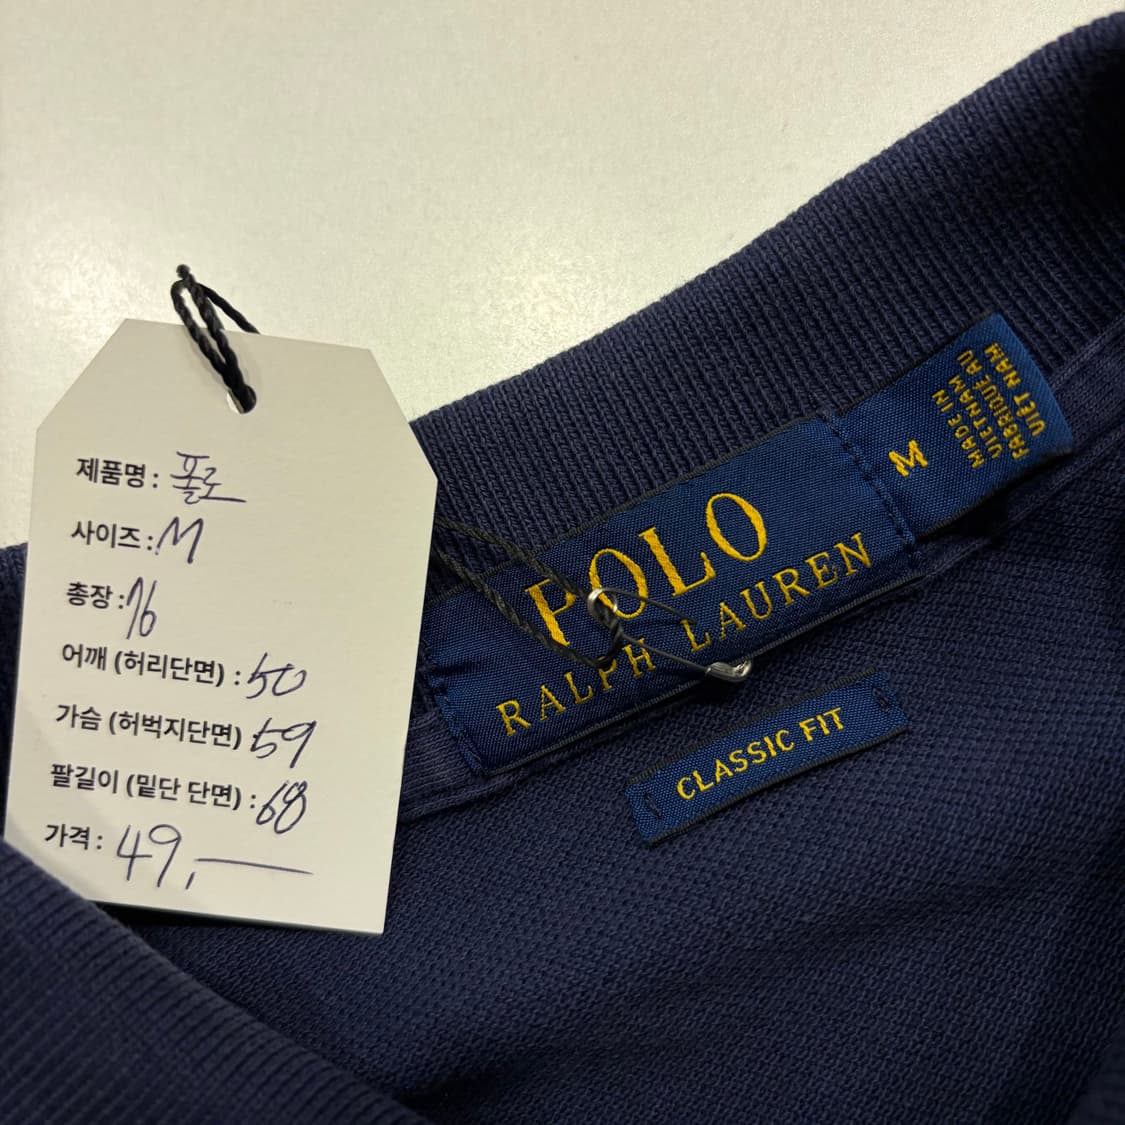 제품명 : 폴로
사이즈 : M
총장 : 76
어깨 (허리단면) : 50
가슴 (허벅지단면) 59
팔길이 (밑단 단면) : 68
가격 : 49,—
POLO
RALPH LAUREN
M
MADE IN
VIETNAM
FABRIQUÉ AU
VIÊT NAM
CLASSIC FIT